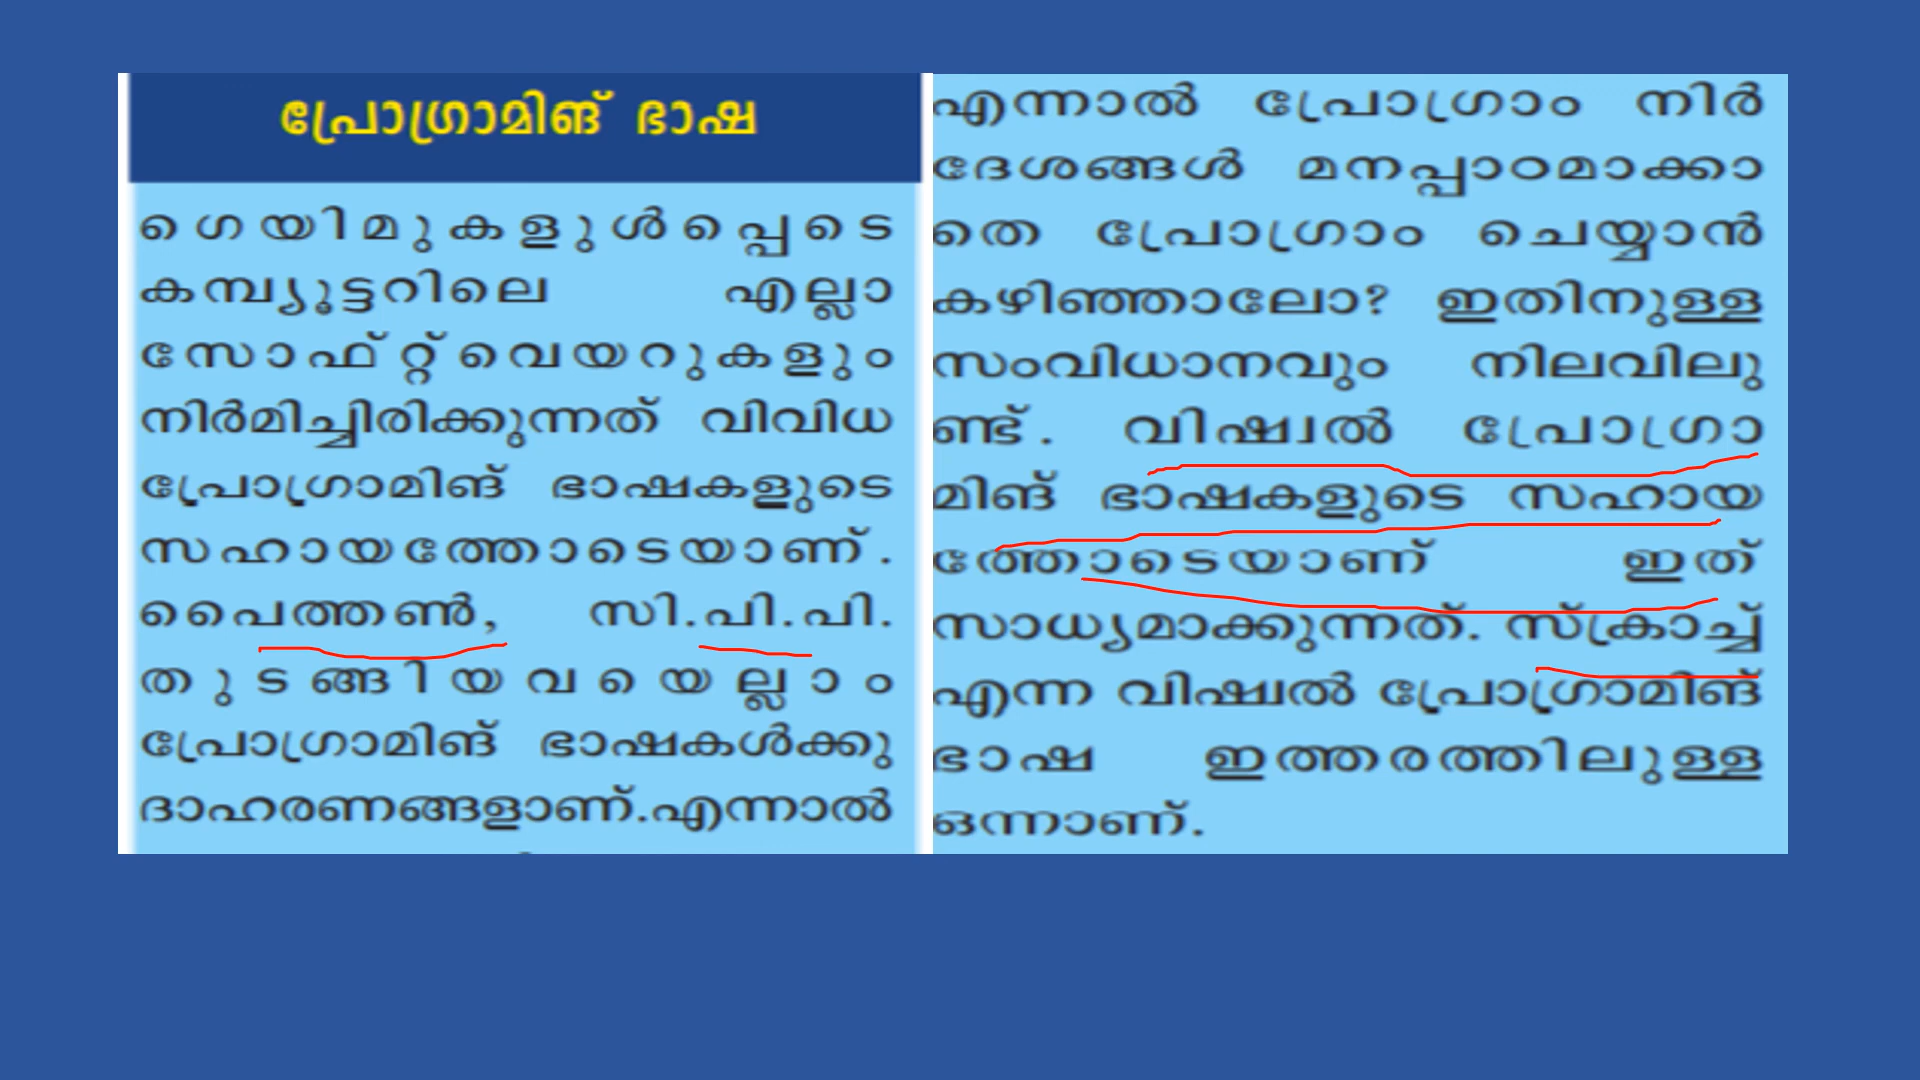 പ്രോഗ്രാമിങ് ഭാഷ
ഗെയിമുകളുൾപ്പെടെ
കമ്പ്യൂട്ടറിലെ എല്ലാ
സോഫ്റ്റ്‌വെയറുകളും
നിർമിച്ചിരിക്കുന്നത് വിവിധ
പ്രോഗ്രാമിങ് ഭാഷകളുടെ
സഹായത്തോടെയാണ്.
പൈത്തൺ, സി.പി.പി.
തുടങ്ങിയവയെല്ലാം
പ്രോഗ്രാമിങ് ഭാഷകൾക്കു
ദാഹരണങ്ങളാണ്.എന്നാൽ
എന്നാൽ പ്രോഗ്രാം നിർ
ദേശങ്ങൾ മനപ്പാഠമാക്കാ
തെ പ്രോഗ്രാം ചെയ്യാൻ
കഴിഞ്ഞാലോ? ഇതിനുള്ള
സംവിധാനവും നിലവിലു
ണ്ട്. വിഷ്വൽ പ്രോഗ്രാ
മിങ് ഭാഷകളുടെ സഹായ
ത്തോടെയാണ് ഇത്
സാധ്യമാക്കുന്നത്. സ്ക്രാച്ച്
എന്ന വിഷ്വൽ പ്രോഗ്രാമിങ്
ഭാഷ ഇത്തരത്തിലുള്ള
ഒന്നാണ്.